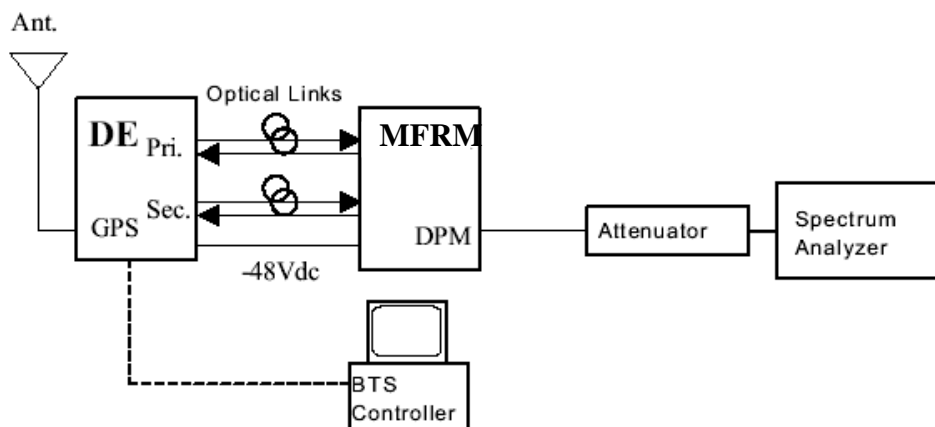 Ant.
Optical Links
DE
Pri.
MFRM
Sec.
GPS
DPM
-48Vdc
Attenuator
Spectrum
Analyzer
BTS
Controller